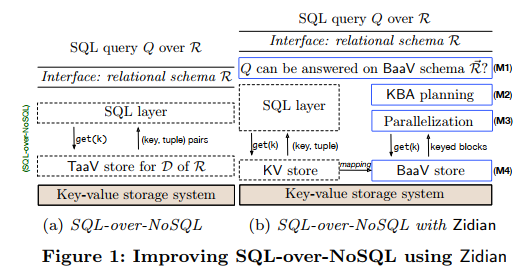 SQL query Q over R
Interface: relational schema R
(SQL-over-NoSQL)
SQL layer
get(k)
(key, tuple) pairs
TaaV store for D of R
Key-value storage system
(a) SQL-over-NoSQL
SQL query Q over R
Interface: relational schema R
Q can be answered on BaaV schema R̃? (M1)
SQL layer
KBA planning (M2)
Parallelization (M3)
get(k)
(key, tuple)
get(k)
keyed blocks
KV store
mapping
BaaV store (M4)
Key-value storage system
(b) SQL-over-NoSQL with Zidian
Figure 1: Improving SQL-over-NoSQL using Zidian